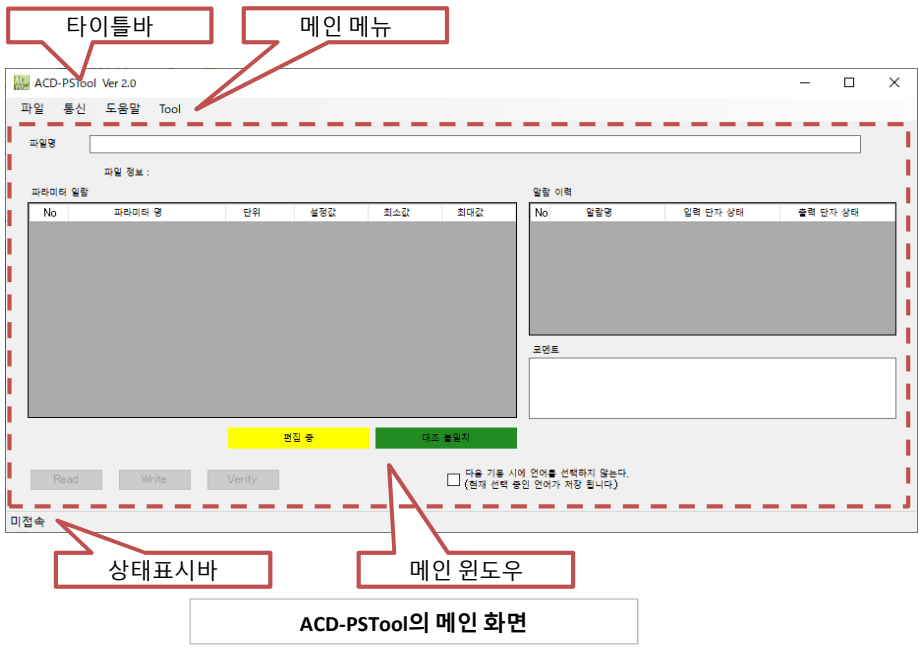 타이틀바
메인 메뉴
ACD-PSTool Ver 2.0
파일 통신 도움말 Tool
파일명
파일 정보 :
파라미터 일람
알람 이력
No 파라미터 명 단위 설정값 최소값 최대값
No 알람명 입력 단자 상태 출력 단자 상태
코멘트
편집 중
대조 불일치
Read Write Verify
다음 기동 시에 언어를 선택하지 않는다.
(현재 선택 중인 언어가 저장 됩니다.)
미접속
상태표시바
메인 윈도우
ACD-PSTool의 메인 화면